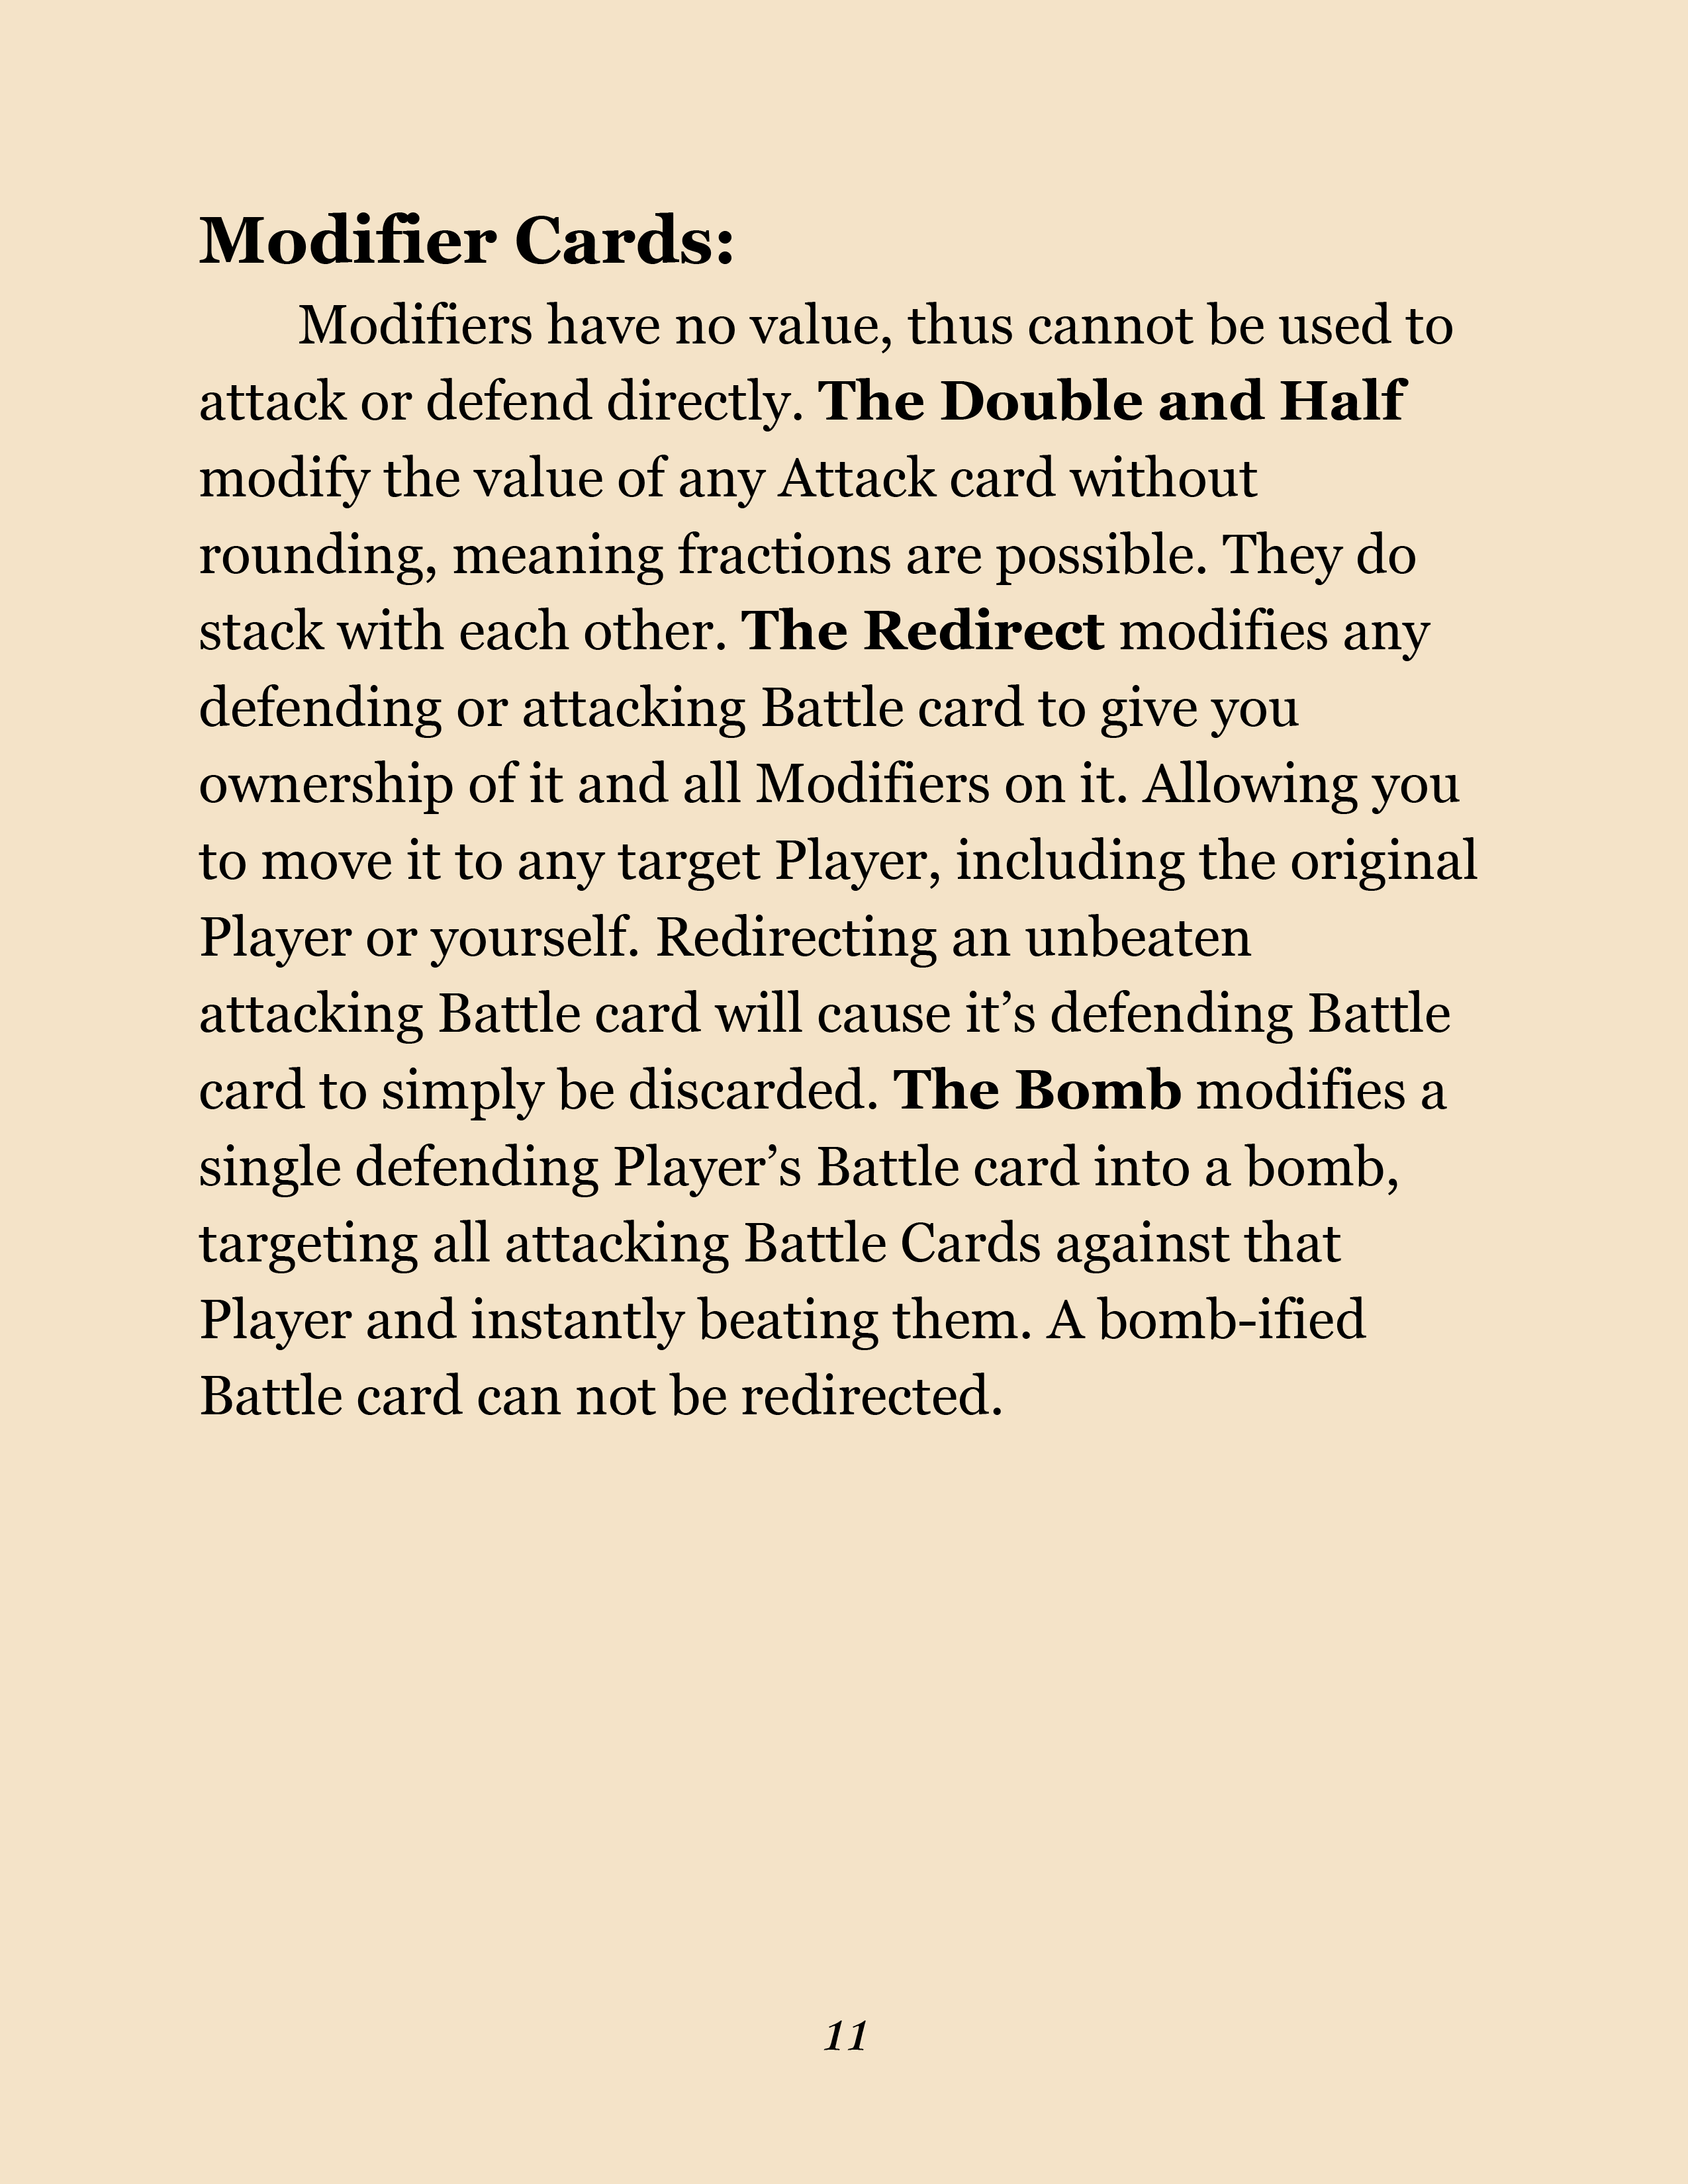 Modifier Cards:
Modifiers have no value, thus cannot be used to
attack or defend directly. The Double and Half
modify the value of any Attack card without
rounding, meaning fractions are possible. They do
stack with each other. The Redirect modifies any
defending or attacking Battle card to give you
ownership of it and all Modifiers on it. Allowing you
to move it to any target Player, including the original
Player or yourself. Redirecting an unbeaten
attacking Battle card will cause it’s defending Battle
card to simply be discarded. The Bomb modifies a
single defending Player’s Battle card into a bomb,
targeting all attacking Battle Cards against that
Player and instantly beating them. A bomb-ified
Battle card can not be redirected.
11